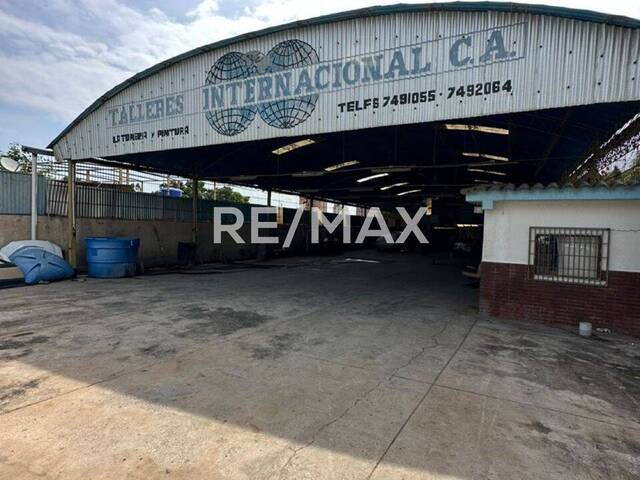 TALLERES INTERNACIONAL C.A.
LATONERIA Y PINTURA
TELFS 7491055 - 7492064
RE/MAX